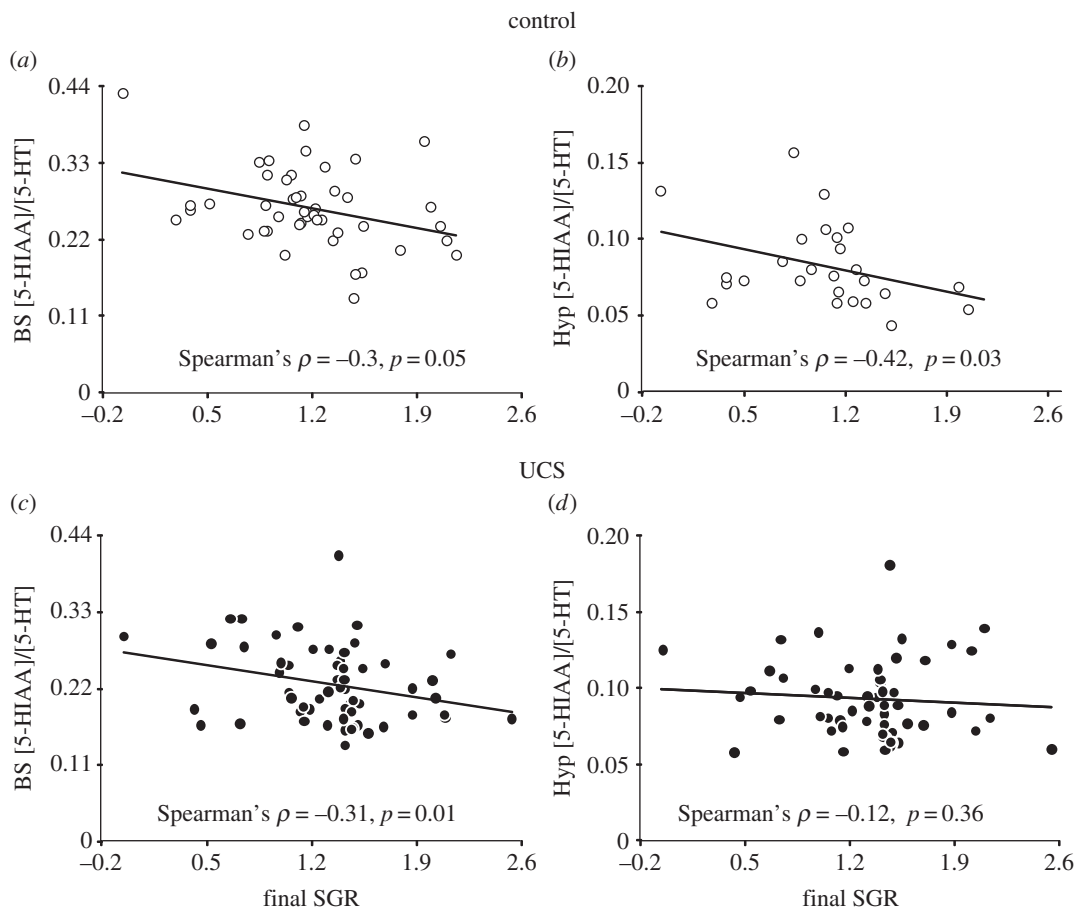 control
(a)
(b)
BS [5-HIAA]/[5-HT]
0.44
0.33
0.22
0.11
0
Spearman's ρ = –0.3, p = 0.05
–0.2 0.5 1.2 1.9 2.6
Hyp [5-HIAA]/[5-HT]
0.20
0.15
0.10
0.05
0
Spearman's ρ = –0.42, p = 0.03
–0.2 0.5 1.2 1.9 2.6
UCS
(c)
(d)
BS [5-HIAA]/[5-HT]
0.44
0.33
0.22
0.11
0
Spearman's ρ = –0.31, p = 0.01
–0.2 0.5 1.2 1.9 2.6
final SGR
Hyp [5-HIAA]/[5-HT]
0.20
0.15
0.10
0.05
0
Spearman's ρ = –0.12, p = 0.36
–0.2 0.5 1.2 1.9 2.6
final SGR